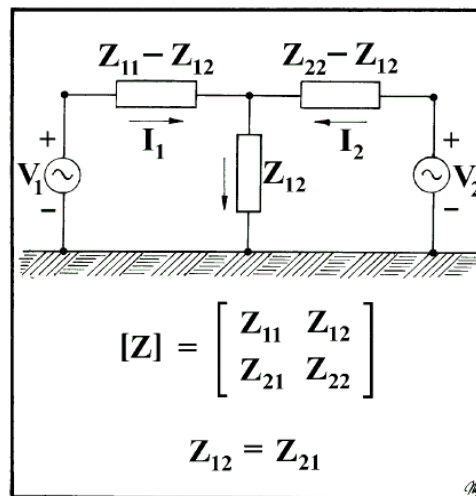 Z₁₁ − Z₁₂ Z₂₂ − Z₁₂
+ I₁ I₂ +
V₁ Z₁₂ V₂
− −
[Z] = [ Z₁₁ Z₁₂
Z₂₁ Z₂₂ ]
Z₁₂ = Z₂₁